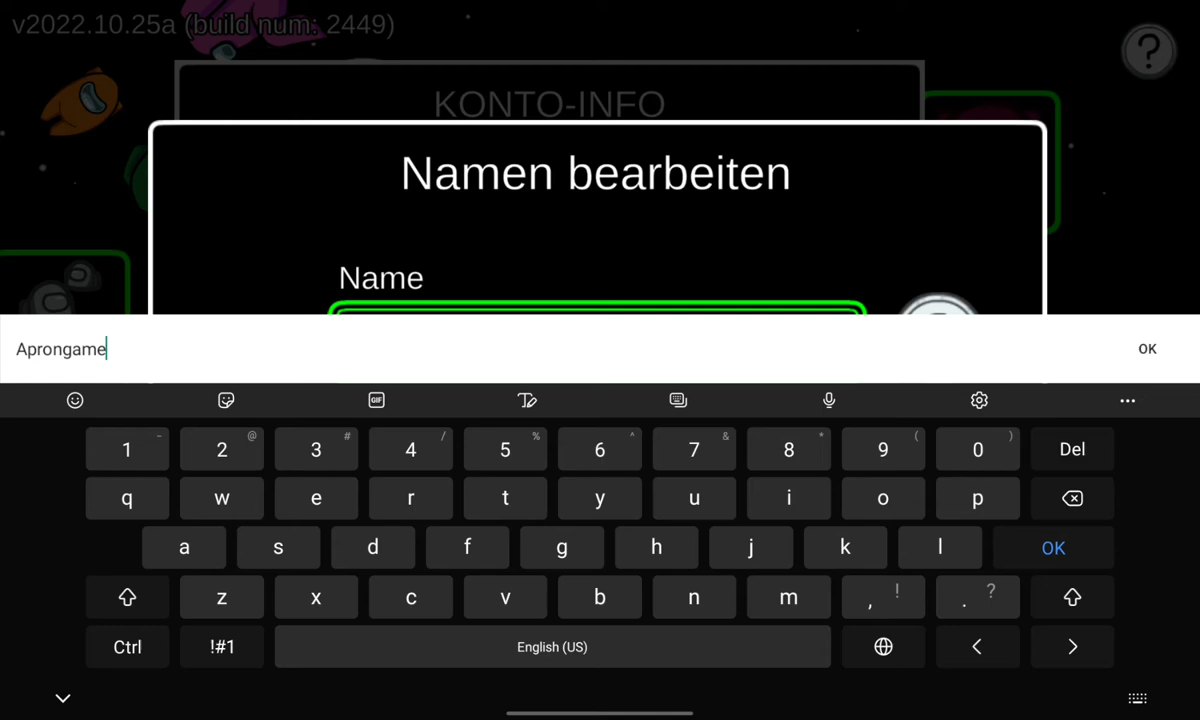 v2022.10.25a (build num: 2449)
?
KONTO-INFO
Namen bearbeiten
Name
Aprongame
OK
GIF
1 - 2 @ 3 # 4 / 5 % 6 ^ 7 & 8 * 9 ( 0 ) Del
q w e r t y u i o p
a s d f g h j k l OK
z x c v b n m , ! . ?
Ctrl !#1 English (US) < >